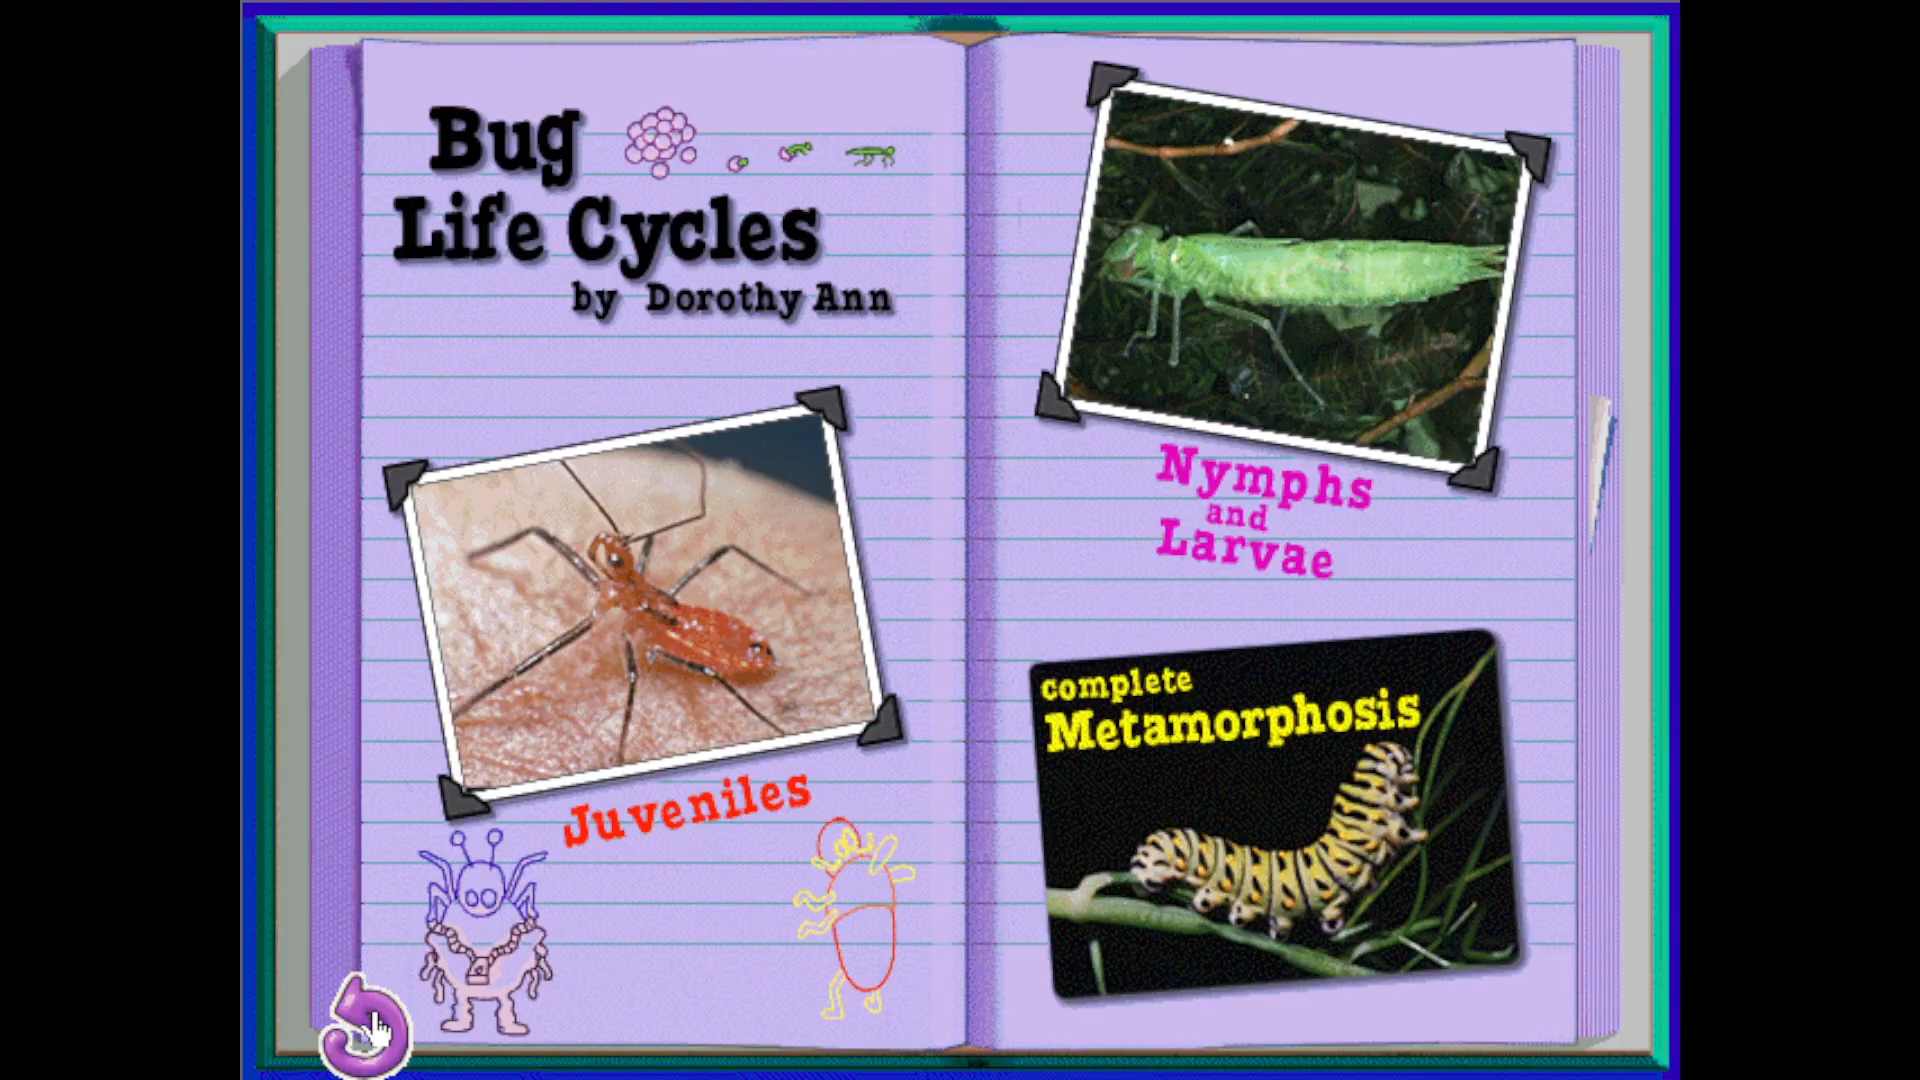 Bug
Life Cycles
by Dorothy Ann
Juveniles
Nymphs
and
Larvae
complete
Metamorphosis